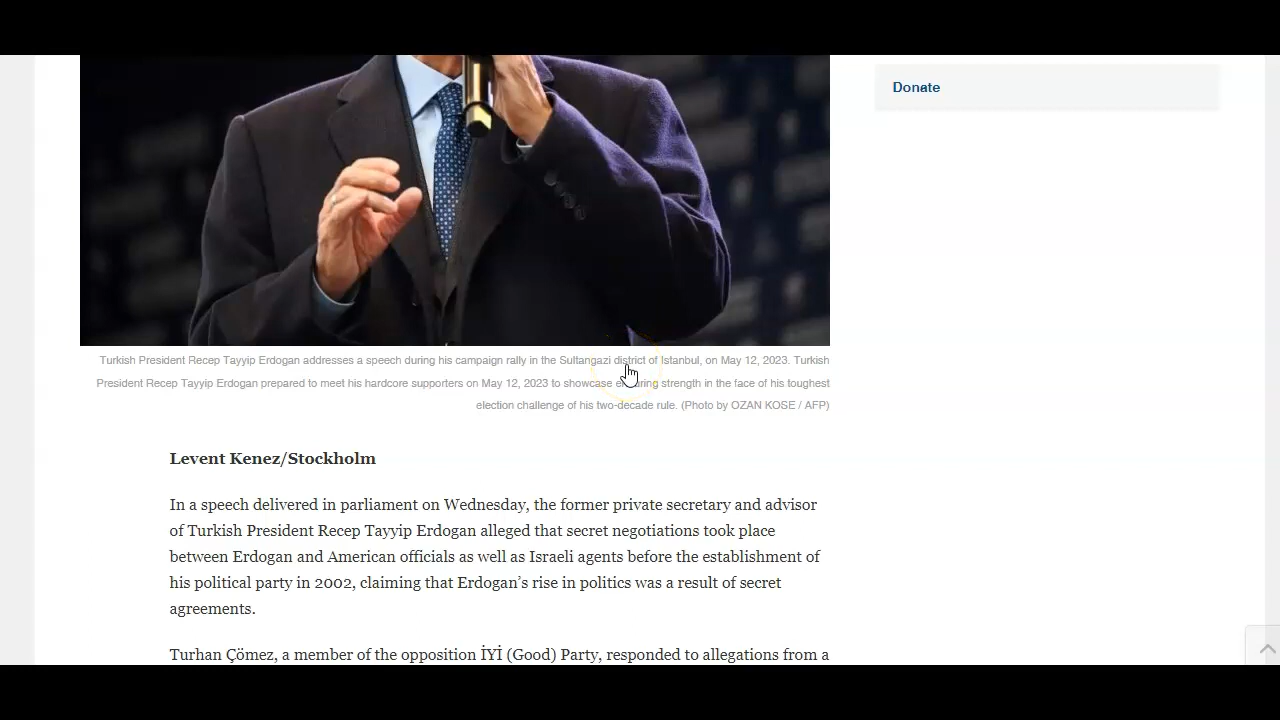 Donate
Turkish President Recep Tayyip Erdogan addresses a speech during his campaign rally in the Sultangazi district of Istanbul, on May 12, 2023. Turkish
President Recep Tayyip Erdogan prepared to meet his hardcore supporters on May 12, 2023 to showcase enduring strength in the face of his toughest
election challenge of his two-decade rule. (Photo by OZAN KOSE / AFP)
Levent Kenez/Stockholm
In a speech delivered in parliament on Wednesday, the former private secretary and advisor
of Turkish President Recep Tayyip Erdogan alleged that secret negotiations took place
between Erdogan and American officials as well as Israeli agents before the establishment of
his political party in 2002, claiming that Erdogan's rise in politics was a result of secret
agreements.
Turhan Çömez, a member of the opposition İYİ (Good) Party, responded to allegations from a